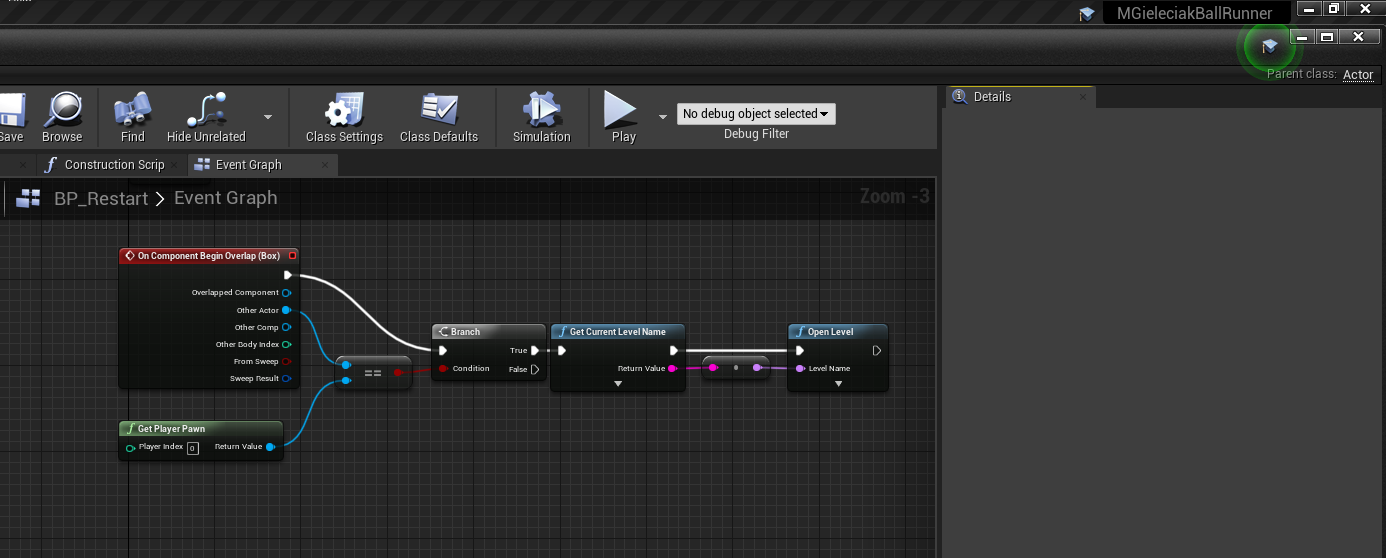 MGieleciakBallRunner
Parent class: Actor
Save Browse Find Hide Unrelated Class Settings Class Defaults Simulation Play
No debug object selected
Debug Filter
Details
Construction Scrip
Event Graph
BP_Restart > Event Graph
Zoom -3
On Component Begin Overlap (Box)
Overlapped Component
Other Actor
Other Comp
Other Body Index
From Sweep
Sweep Result
Get Player Pawn
Player Index 0 Return Value
==
Branch
True
Condition False
Get Current Level Name
Return Value
Open Level
Level Name